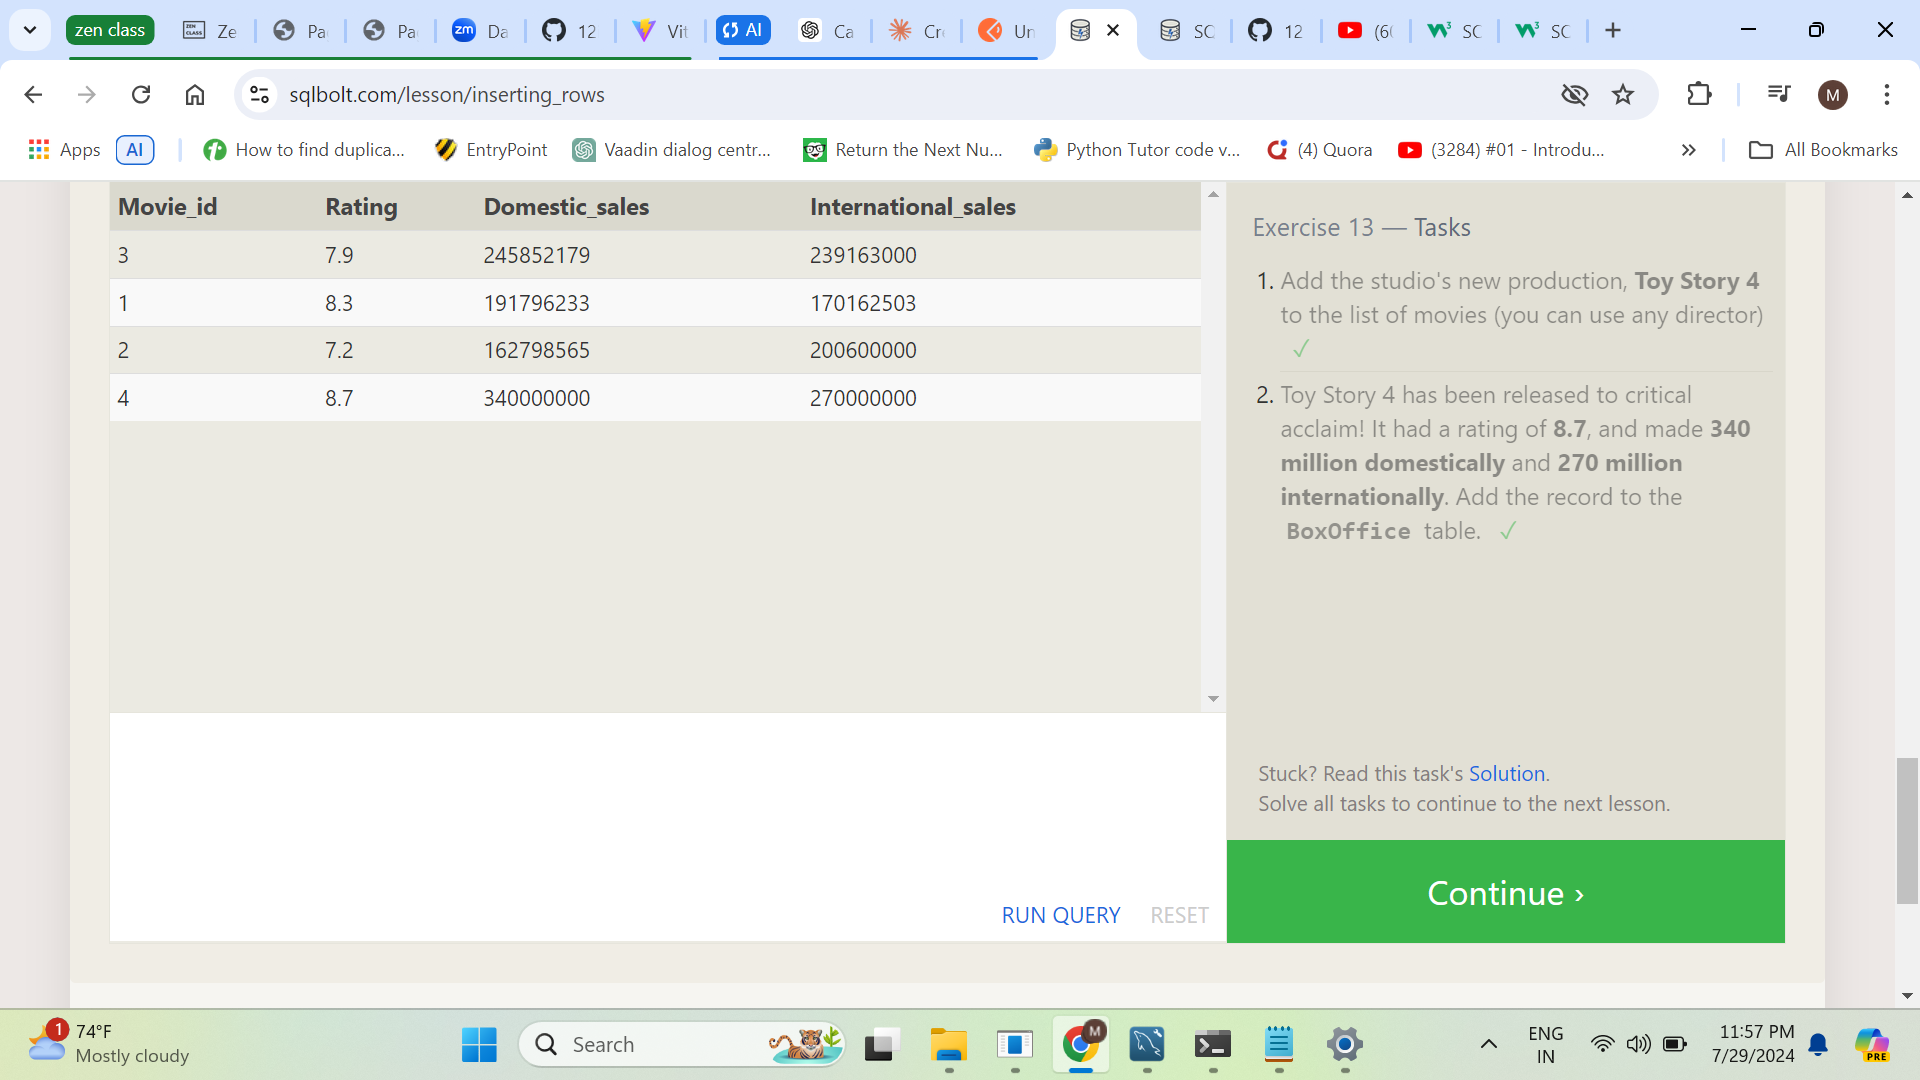 zen class
Ze
Pa
Pa
Da
12
Vit
AI
Ca
Cr
Un
SC
12
(60
SC
SC
sqlbolt.com/lesson/inserting_rows
M
Apps
AI
How to find duplica...
EntryPoint
Vaadin dialog centr...
Return the Next Nu...
Python Tutor code v...
(4) Quora
(3284) #01 - Introdu...
All Bookmarks
Movie_id Rating Domestic_sales International_sales
3 7.9 245852179 239163000
1 8.3 191796233 170162503
2 7.2 162798565 200600000
4 8.7 340000000 270000000
RUN QUERY RESET
Exercise 13 — Tasks
1. Add the studio's new production, Toy Story 4
to the list of movies (you can use any director)
✓
2. Toy Story 4 has been released to critical
acclaim! It had a rating of 8.7, and made 340
million domestically and 270 million
internationally. Add the record to the
BoxOffice table. ✓
Stuck? Read this task's Solution.
Solve all tasks to continue to the next lesson.
Continue ›
1
74°F
Mostly cloudy
Search
M
ENG
IN
11:57 PM
7/29/2024
PRE